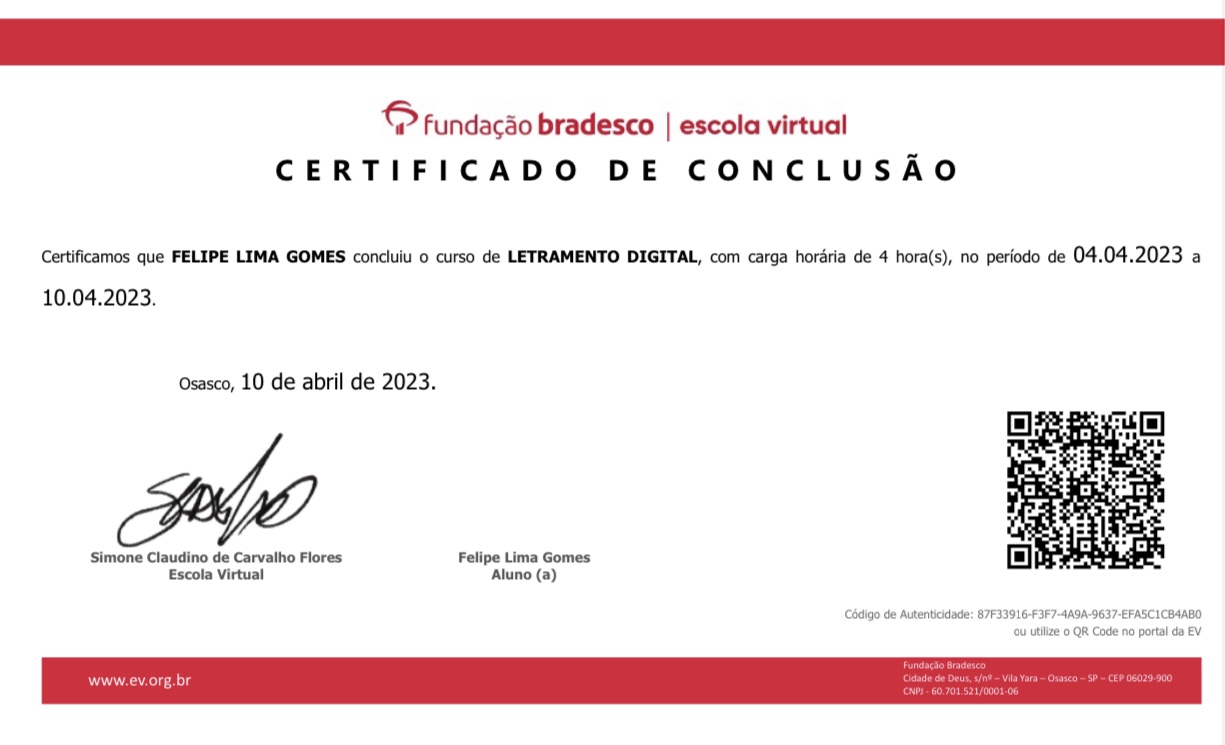 fundação bradesco | escola virtual
CERTIFICADO DE CONCLUSÃO
Certificamos que FELIPE LIMA GOMES concluiu o curso de LETRAMENTO DIGITAL, com carga horária de 4 hora(s), no período de 04.04.2023 a
10.04.2023.
Osasco, 10 de abril de 2023.
Simone Claudino de Carvalho Flores
Escola Virtual
Felipe Lima Gomes
Aluno (a)
Código de Autenticidade: 87F33916-F3F7-4A9A-9637-EFA5C1CB4AB0
ou utilize o QR Code no portal da EV
www.ev.org.br
Fundação Bradesco
Cidade de Deus, s/nº – Vila Yara – Osasco – SP – CEP 06029-900
CNPJ - 60.701.521/0001-06